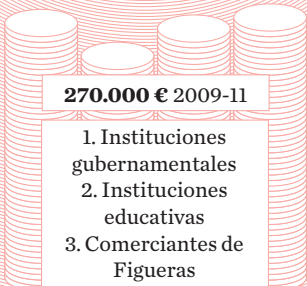 270.000 € 2009-11
1. Instituciones
gubernamentales
2. Instituciones
educativas
3. Comerciantes de
Figueras